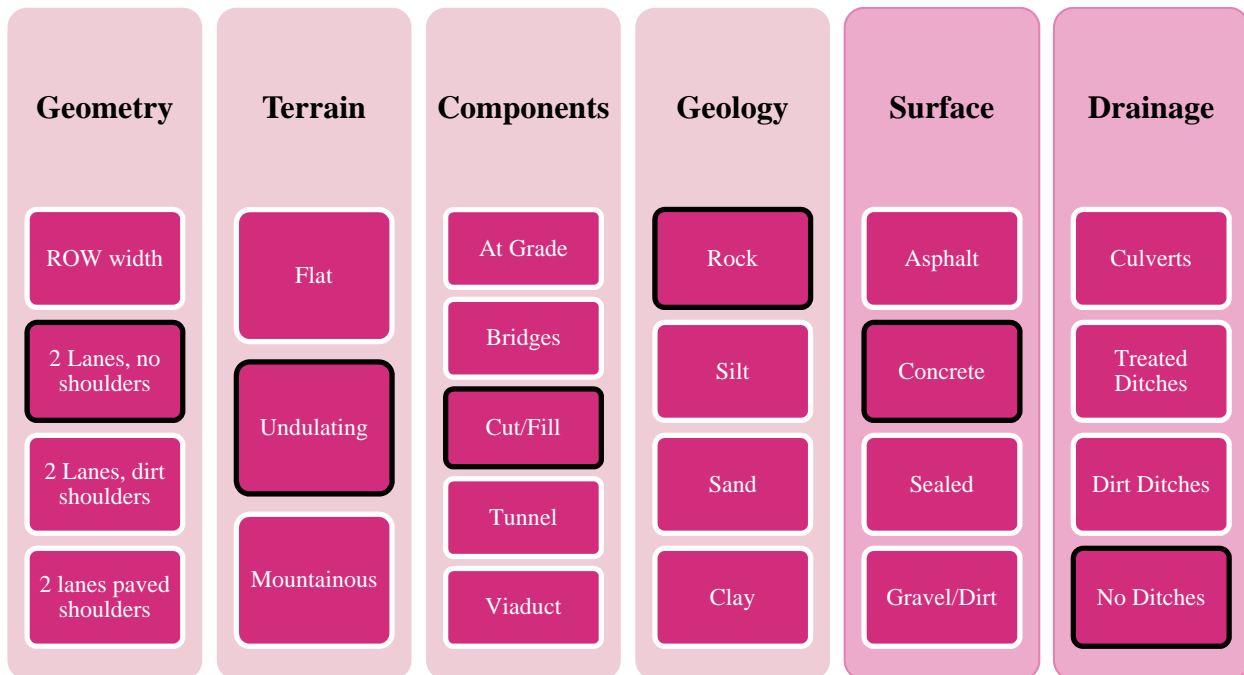 Geometry
ROW width
2 Lanes, no
shoulders
2 Lanes, dirt
shoulders
2 lanes paved
shoulders
Terrain
Flat
Undulating
Mountainous
Components
At Grade
Bridges
Cut/Fill
Tunnel
Viaduct
Geology
Rock
Silt
Sand
Clay
Surface
Asphalt
Concrete
Sealed
Gravel/Dirt
Drainage
Culverts
Treated
Ditches
Dirt Ditches
No Ditches